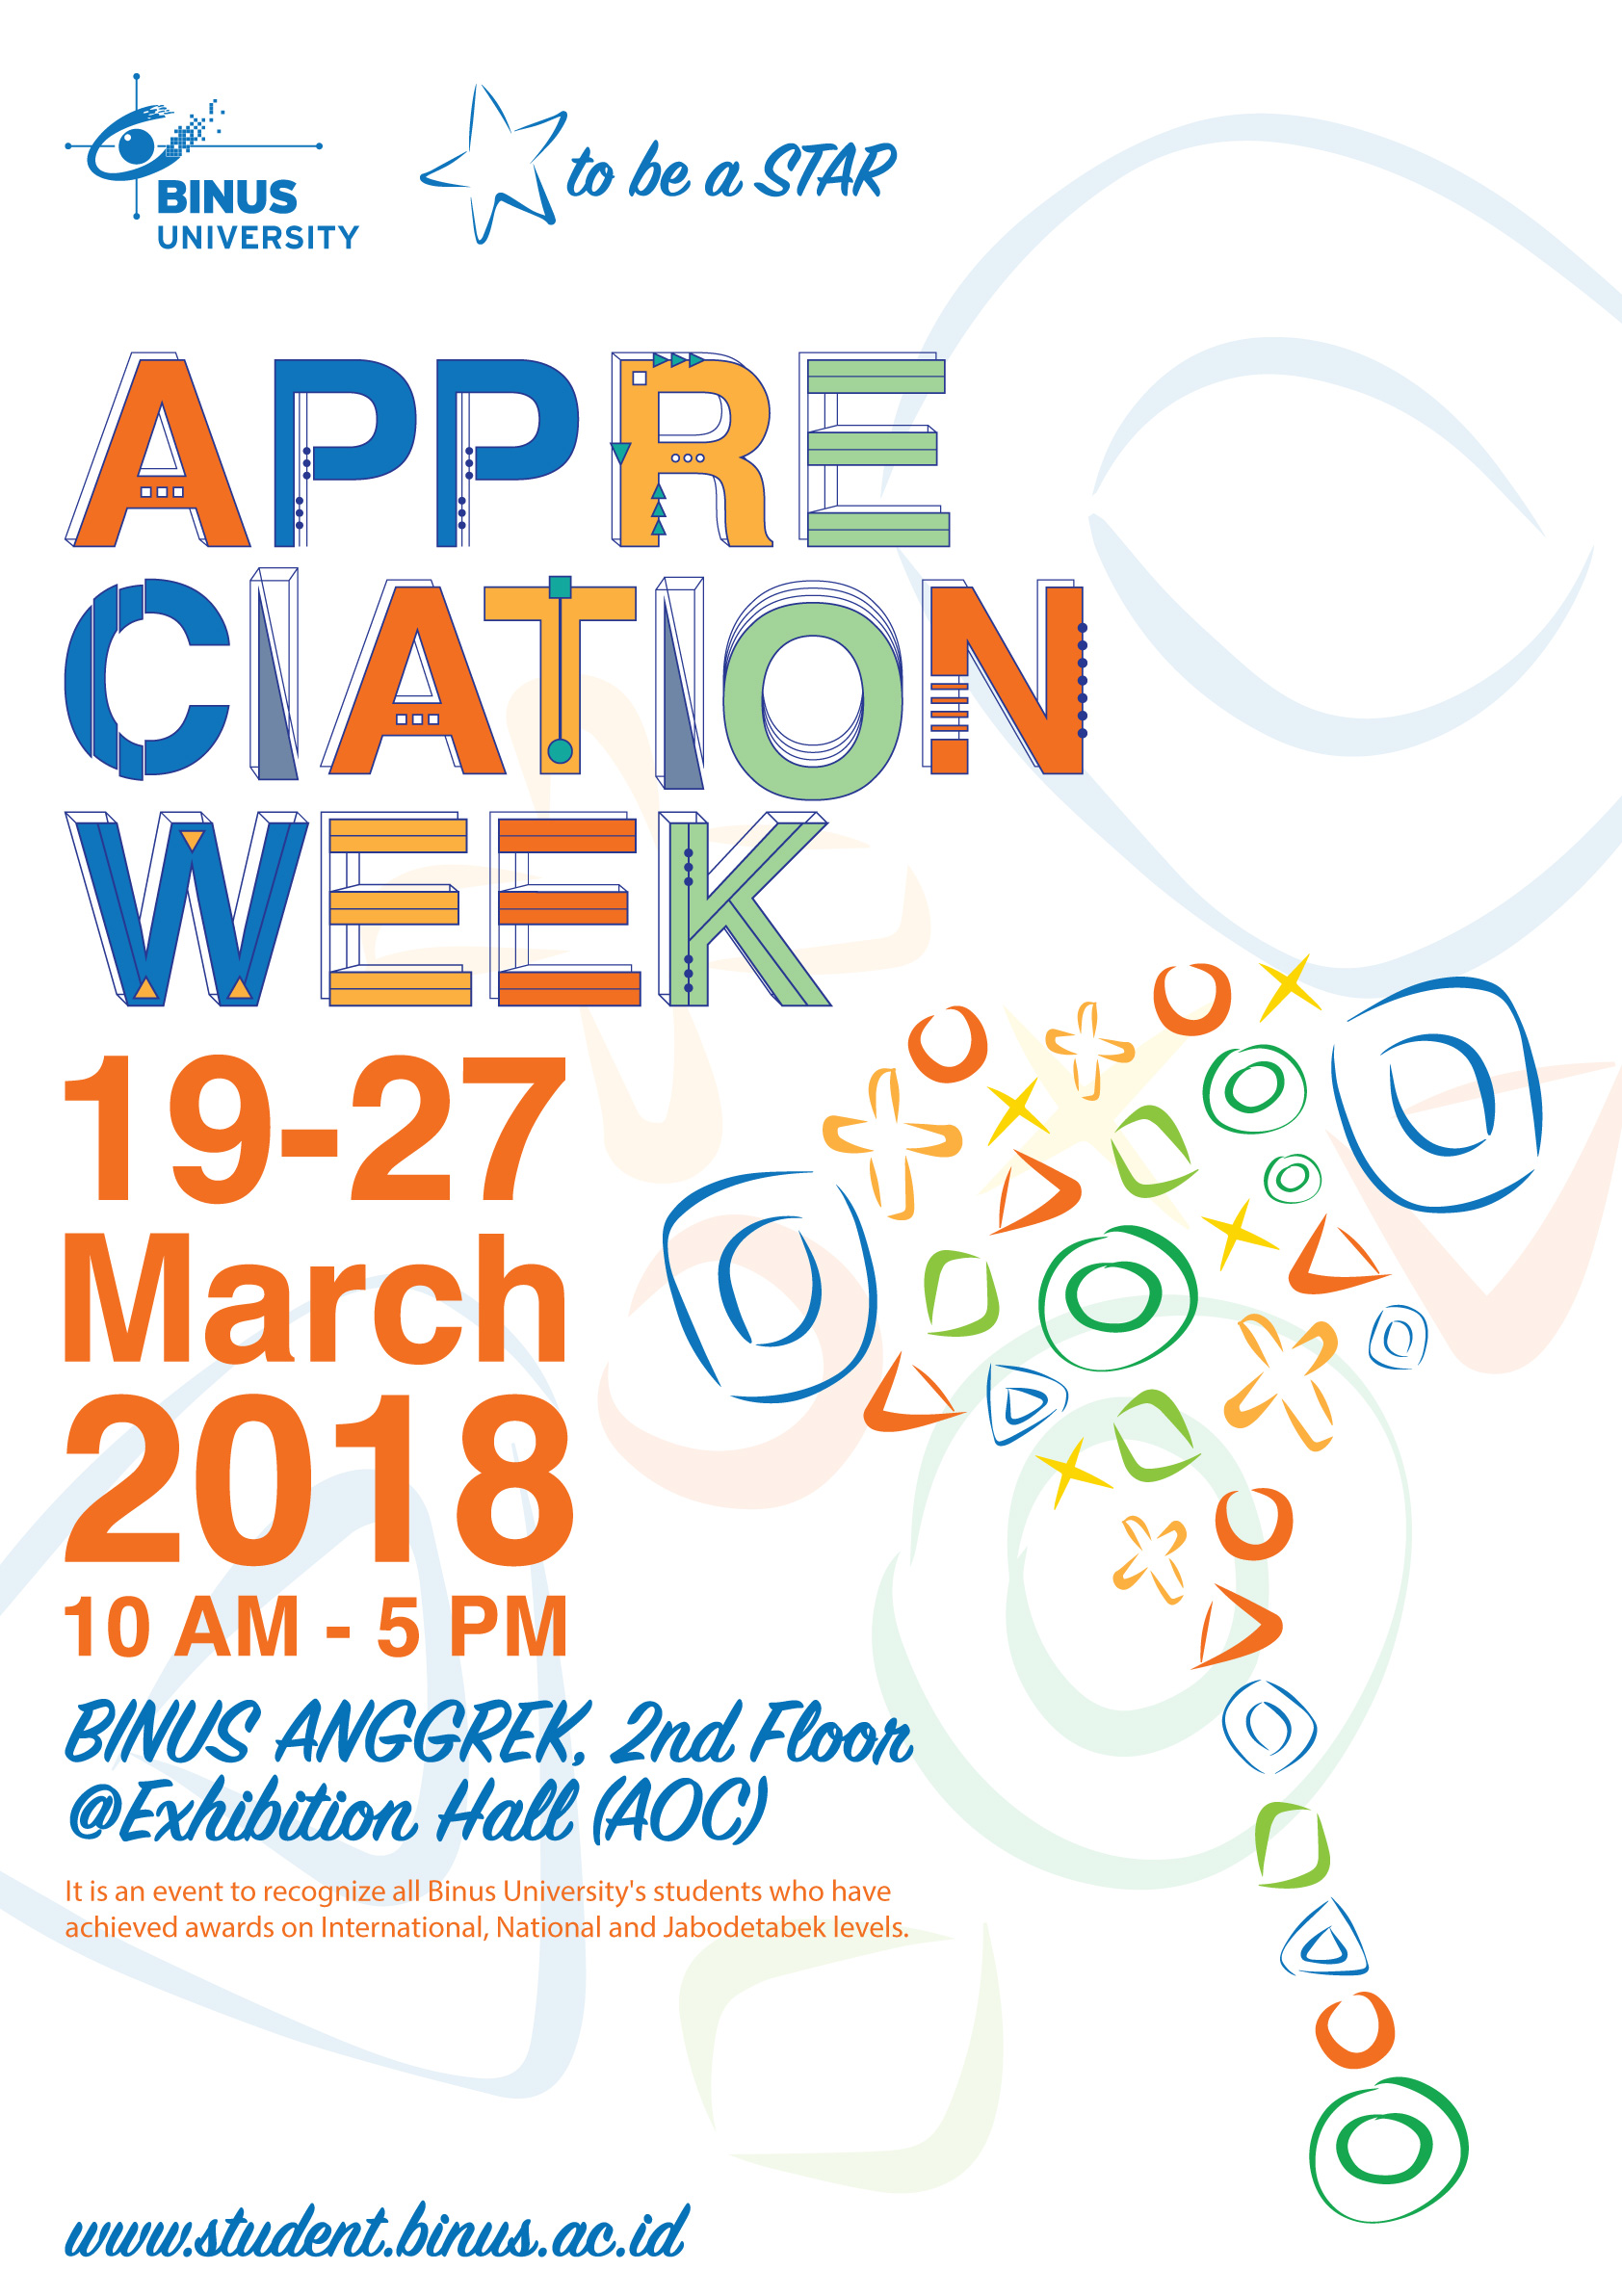 BINUS
UNIVERSITY
to be a STAR
APPRE
CIATION
WEEK
19-27
March
2018
10 AM - 5 PM
BINUS ANGGREK, 2nd Floor
@Exhibition Hall (AOC)
It is an event to recognize all Binus University's students who have
achieved awards on International, National and Jabodetabek levels.
www.student.binus.ac.id